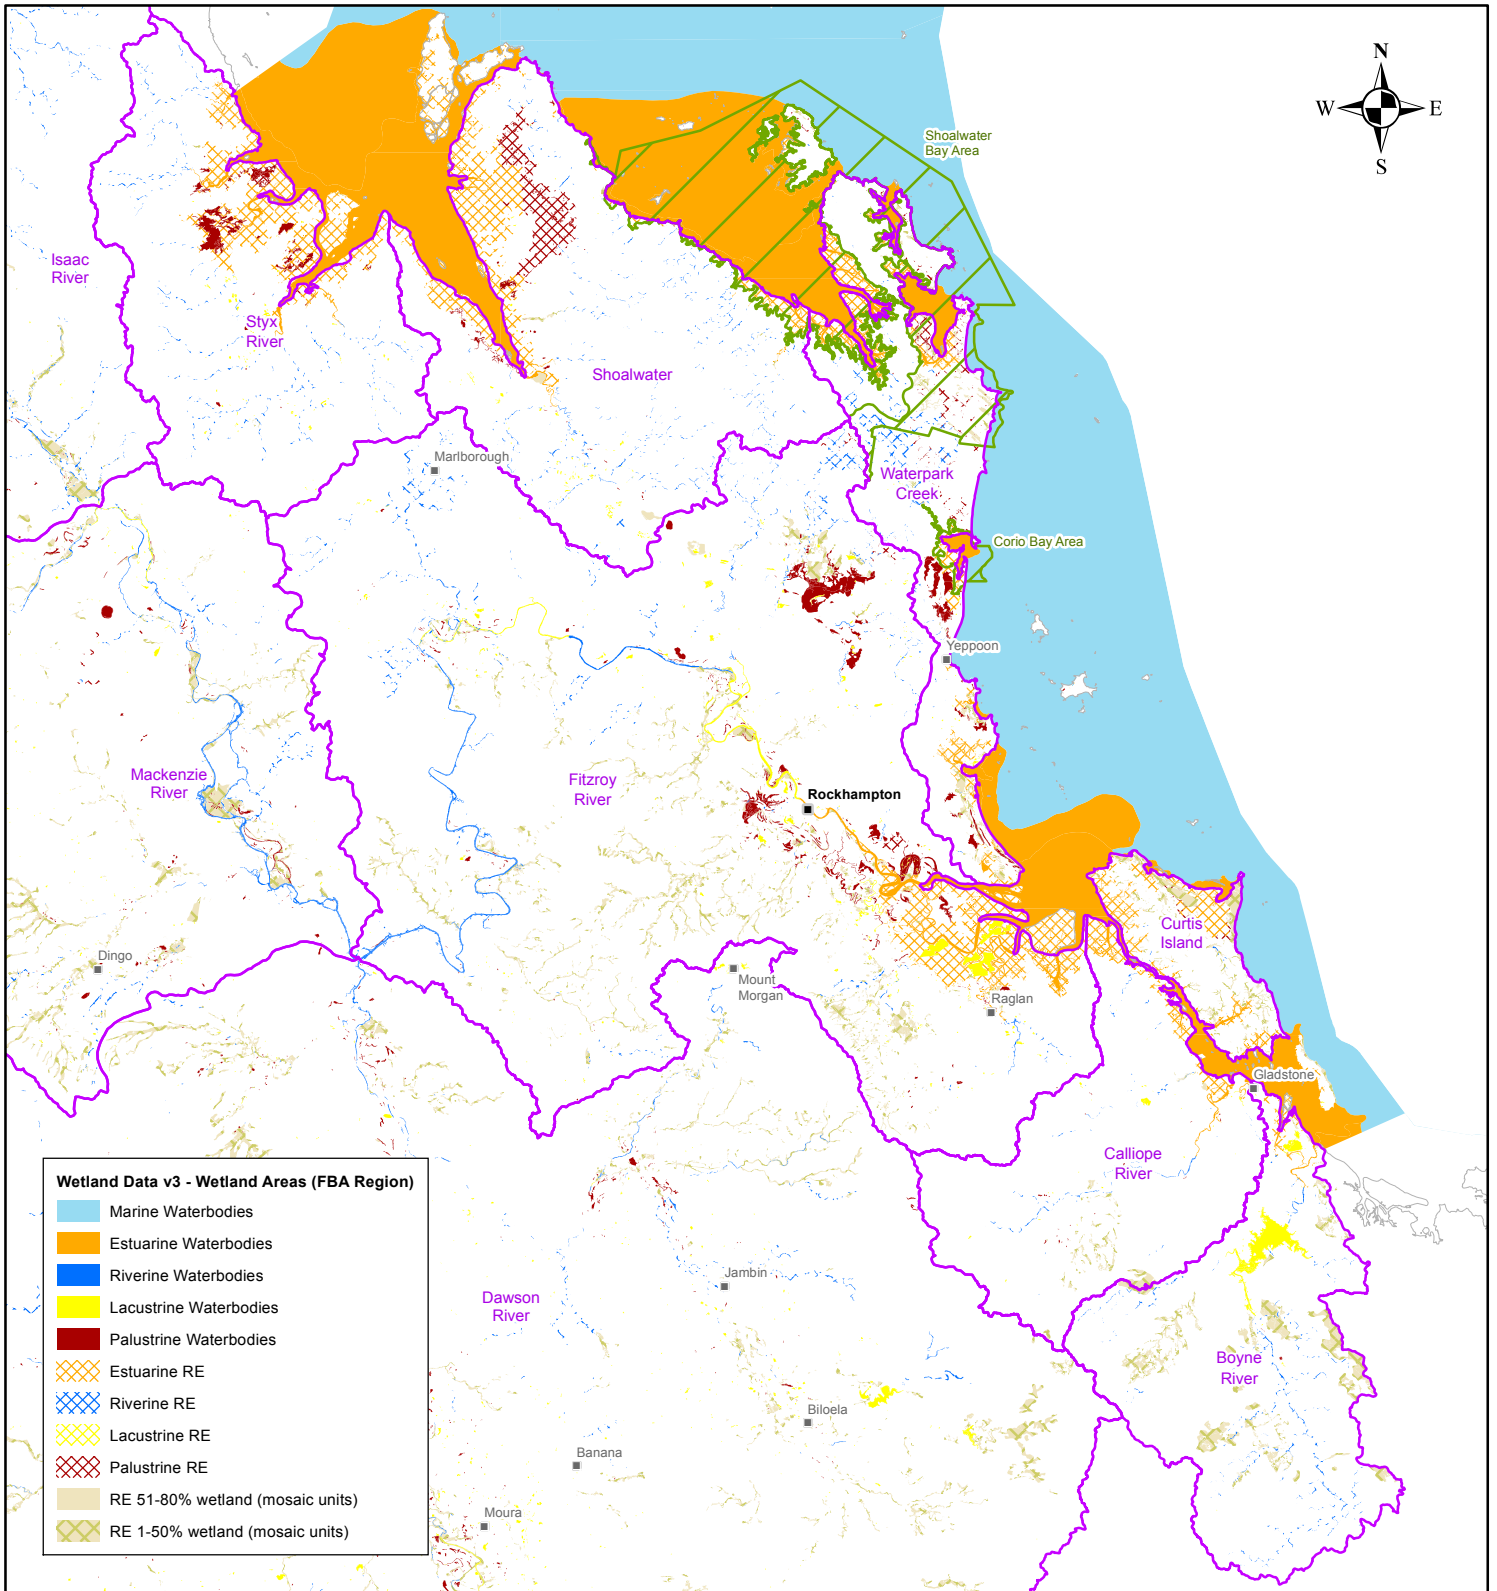 N
W
E
S
Shoalwater
Bay Area
Isaac
River
Styx
River
Shoalwater
Marlborough
Waterpark
Creek
Corio Bay Area
Yeppoon
Mackenzie
River
Fitzroy
River
Rockhampton
Curtis
Island
Dingo
Mount
Morgan
Raglan
Gladstone
Calliope
River
Wetland Data v3 - Wetland Areas (FBA Region)
Marine Waterbodies
Estuarine Waterbodies
Riverine Waterbodies
Lacustrine Waterbodies
Palustrine Waterbodies
Estuarine RE
Riverine RE
Lacustrine RE
Palustrine RE
RE 51-80% wetland (mosaic units)
RE 1-50% wetland (mosaic units)
Jambin
Dawson
River
Boyne
River
Biloela
Banana
Moura